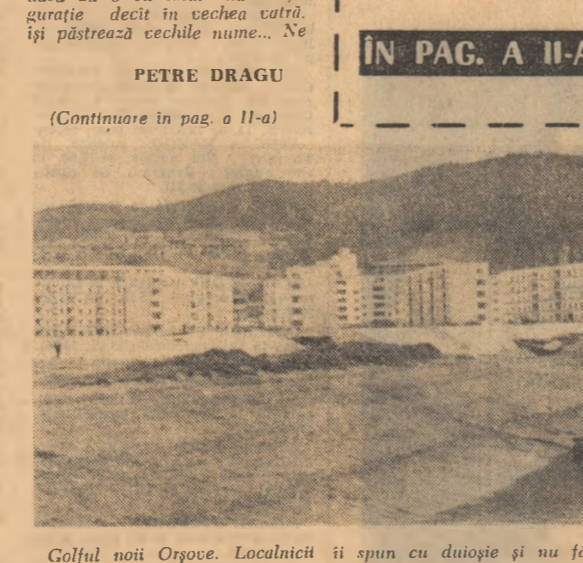 gurație decît în vechea vatră.
își păstrează vechile nume... Ne
PETRE DRAGU
(Continuare în pag. a II-a)
ÎN PAG. A II-A
Golful noii Orșove. Localnicii îi spun cu duioșie și nu